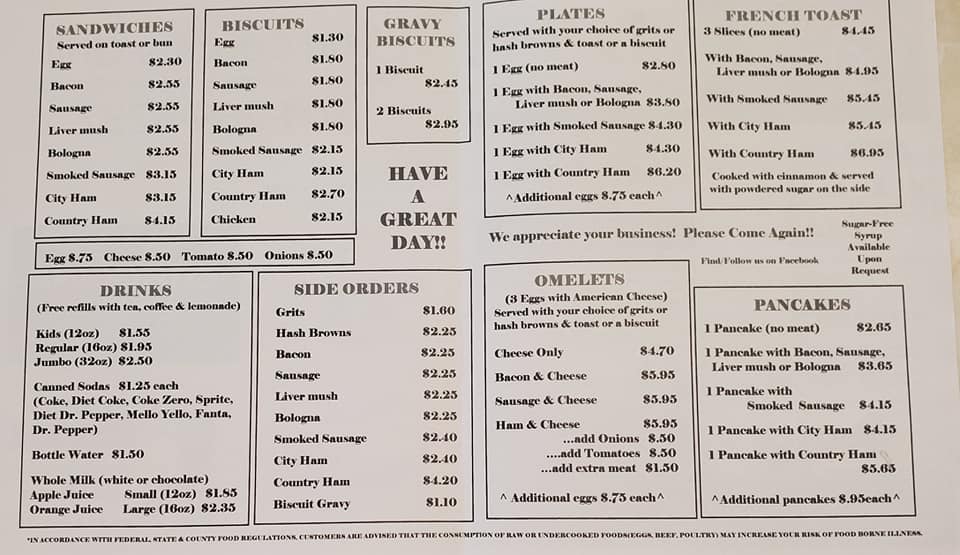 SANDWICHES
Served on toast or bun
Egg $2.30
Bacon $2.55
Sausage $2.55
Liver mush $2.55
Bologna $2.55
Smoked Sausage $3.15
City Ham $3.15
Country Ham $4.15
BISCUITS
Egg $1.30
Bacon $1.80
Sausage $1.80
Liver mush $1.80
Bologna $1.80
Smoked Sausage $2.15
City Ham $2.15
Country Ham $2.70
Chicken $2.15
Egg $.75 Cheese $.50 Tomato $.50 Onions $.50
GRAVY
BISCUITS
1 Biscuit
$2.45
2 Biscuits
$2.95
HAVE
A
GREAT
DAY!!
PLATES
Served with your choice of grits or
hash browns & toast or a biscuit
1 Egg (no meat) $2.80
1 Egg with Bacon, Sausage,
Liver mush or Bologna $3.80
1 Egg with Smoked Sausage $4.30
1 Egg with City Ham $4.30
1 Egg with Country Ham $6.20
^Additional eggs $.75 each^
FRENCH TOAST
3 Slices (no meat) $4.45
With Bacon, Sausage,
Liver mush or Bologna $4.95
With Smoked Sausage $5.45
With City Ham $5.45
With Country Ham $6.95
Cooked with cinnamon & served
with powdered sugar on the side
We appreciate your business! Please Come Again!!
Find/Follow us on Facebook
Sugar-Free
Syrup
Available
Upon
Request
DRINKS
(Free refills with tea, coffee & lemonade)
Kids (12oz) $1.55
Regular (16oz) $1.95
Jumbo (32oz) $2.50
Canned Sodas $1.25 each
(Coke, Diet Coke, Coke Zero, Sprite,
Diet Dr. Pepper, Mello Yello, Fanta,
Dr. Pepper)
Bottle Water $1.50
Whole Milk (white or chocolate)
Apple Juice Small (12oz) $1.85
Orange Juice Large (16oz) $2.35
SIDE ORDERS
Grits $1.60
Hash Browns $2.25
Bacon $2.25
Sausage $2.25
Liver mush $2.25
Bologna $2.25
Smoked Sausage $2.40
City Ham $2.40
Country Ham $4.20
Biscuit Gravy $1.10
OMELETS
(3 Eggs with American Cheese)
Served with your choice of grits or
hash browns & toast or a biscuit
Cheese Only $4.70
Bacon & Cheese $5.95
Sausage & Cheese $5.95
Ham & Cheese $5.95
...add Onions $.50
....add Tomatoes $.50
...add extra meat $1.50
^ Additional eggs $.75 each^
PANCAKES
1 Pancake (no meat) $2.65
1 Pancake with Bacon, Sausage,
Liver mush or Bologna $3.65
1 Pancake with
Smoked Sausage $4.15
1 Pancake with City Ham $4.15
1 Pancake with Country Ham
$5.65
^Additional pancakes $.95each^
*IN ACCORDANCE WITH FEDERAL, STATE & COUNTY FOOD REGULATIONS, CUSTOMERS ARE ADVISED THAT THE CONSUMPTION OF RAW OR UNDERCOOKED FOODS(EGGS, BEEF, POULTRY) MAY INCREASE YOUR RISK OF FOOD BORNE ILLNESS.